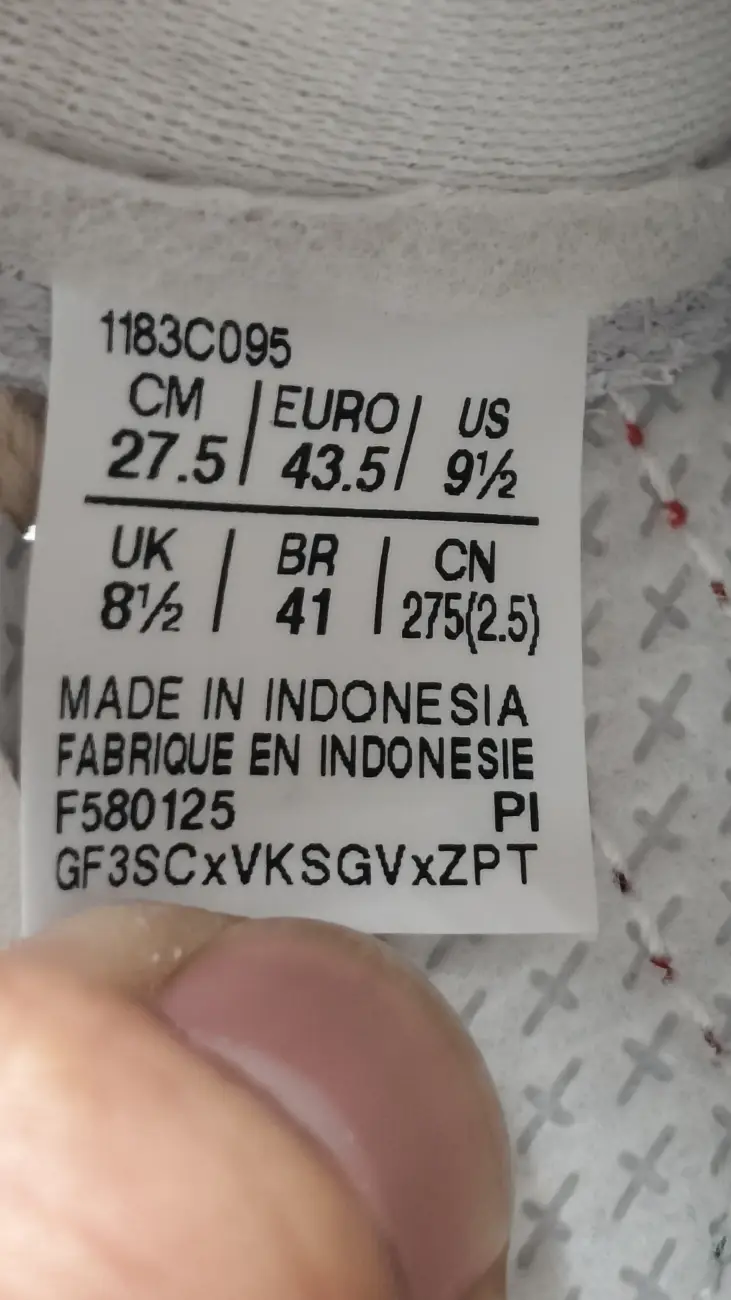 1183C095
CM | EURO | US
27.5 43.5 9½
UK | BR | CN
8½ 41 275(2.5)
MADE IN INDONESIA
FABRIQUE EN INDONESIE
F580125 PI
GF3SCxVKSGVxZPT